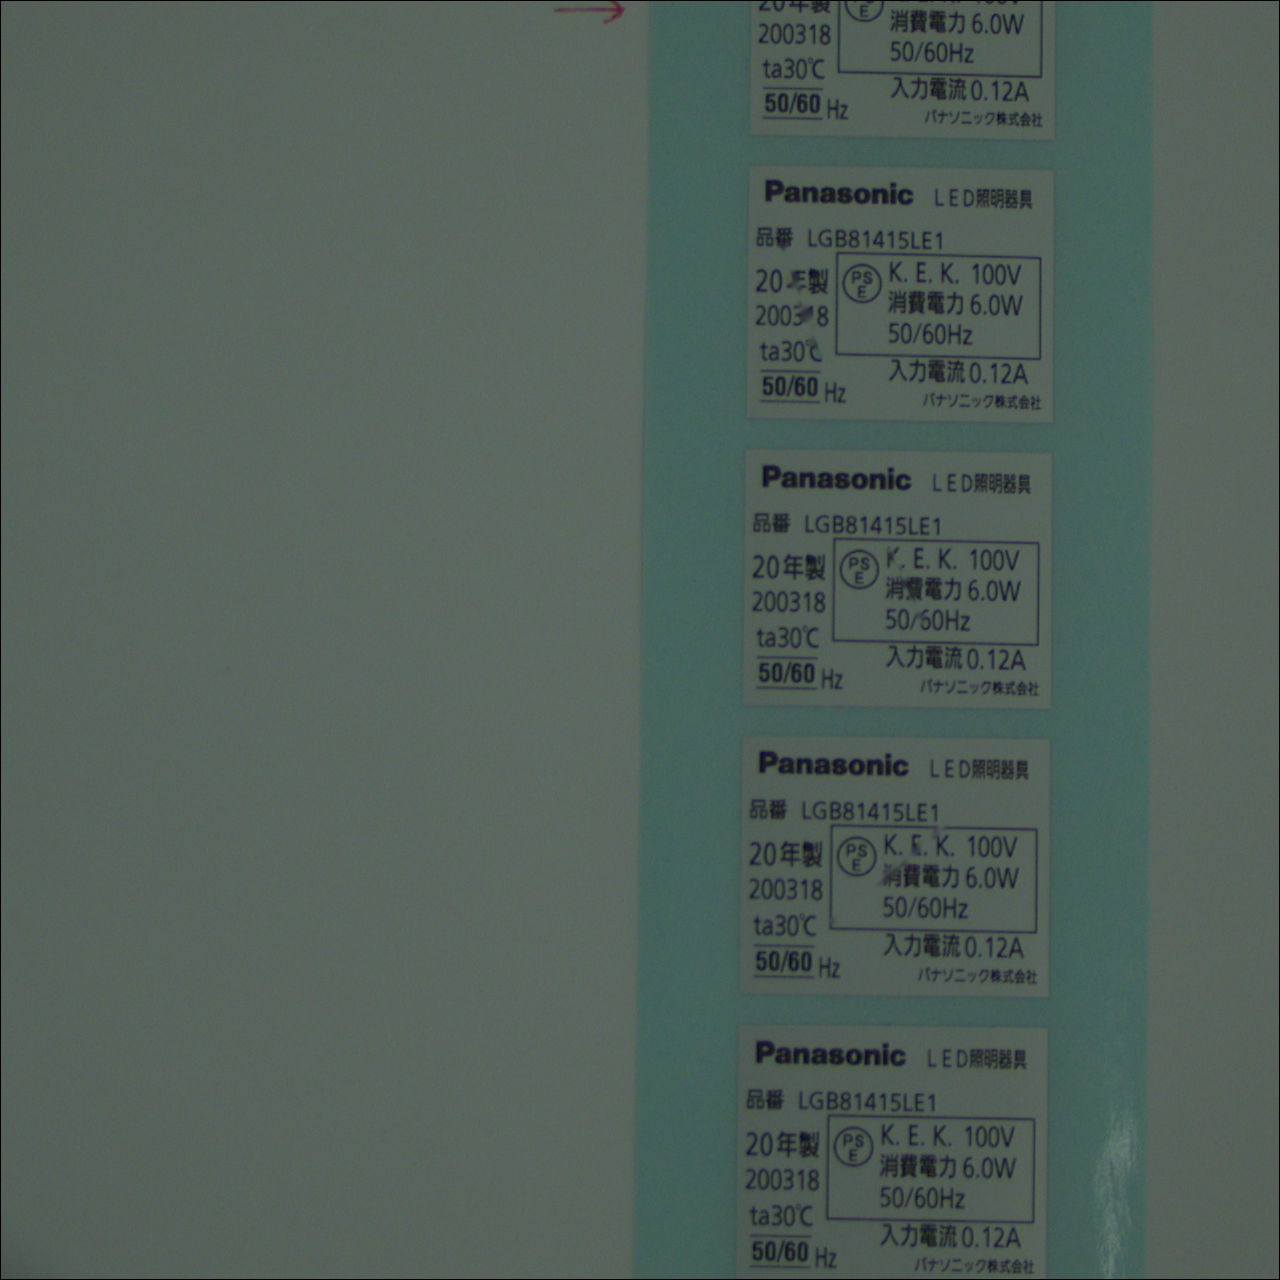 20年製
消費電力 6.0W
200318
50/60Hz
ta30℃
入力電流 0.12A
50/60 Hz
パナソニック株式会社
Panasonic LED照明器具
品番 LGB81415LE1
20 製 PSE K. E. K. 100V
消費電力 6.0W
2003 8
50/60Hz
ta30℃
入力電流 0.12A
50/60 Hz
パナソニック株式会社
Panasonic LED照明器具
品番 LGB81415LE1
20年製 PSE K. E. K. 100V
消費電力 6.0W
200318
50/60Hz
ta30℃
入力電流 0.12A
50/60 Hz
パナソニック株式会社
Panasonic LED照明器具
品番 LGB81415LE1
20年製 PSE K. E. K. 100V
消費電力 6.0W
200318
50/60Hz
ta30℃
入力電流 0.12A
50/60 Hz
パナソニック株式会社
Panasonic LED照明器具
品番 LGB81415LE1
20年製 PSE K. E. K. 100V
消費電力 6.0W
200318
50/60Hz
ta30℃
入力電流 0.12A
50/60 Hz
パナソニック株式会社